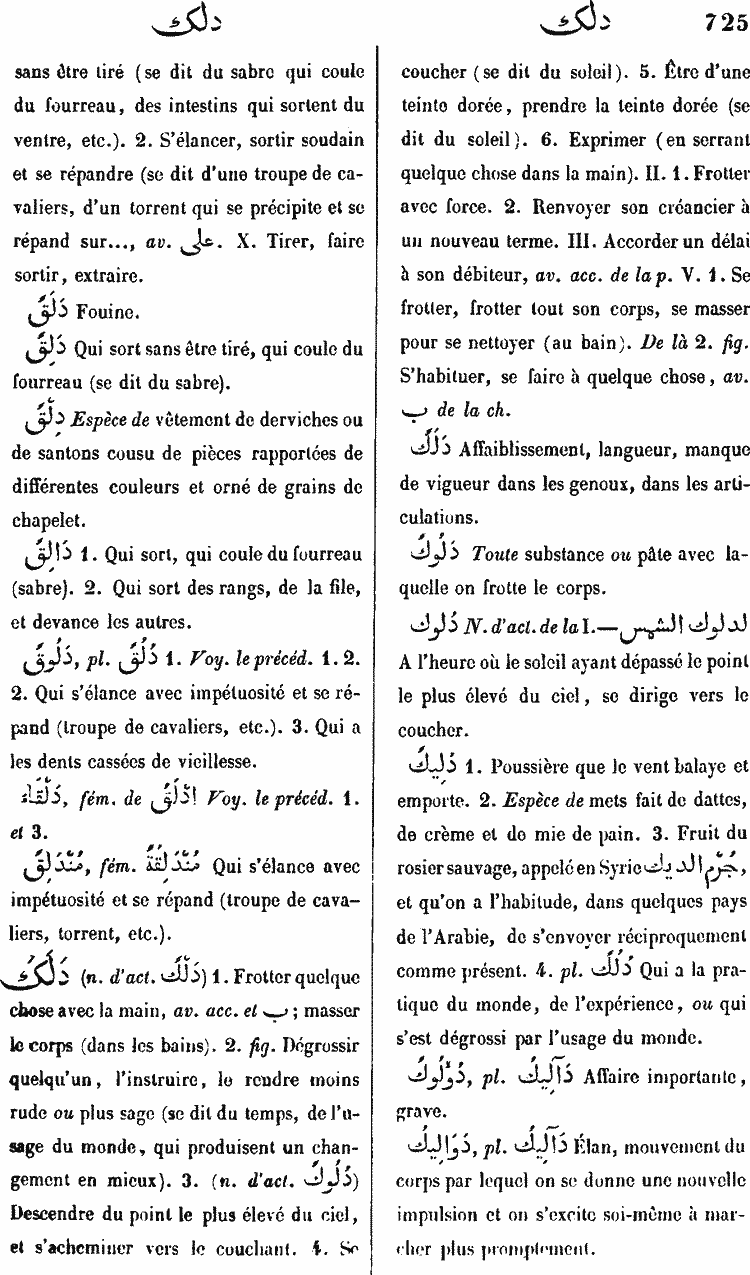 دلك
دلك 725
sans être tiré (se dit du sabre qui coule
du fourreau, des intestins qui sortent du
ventre, etc.). 2. S'élancer, sortir soudain
et se répandre (se dit d'une troupe de ca-
valiers, d'un torrent qui se précipite et se
répand sur..., av. على. X. Tirer, faire
sortir, extraire.
دَلَقٌ Fouine.
دَلِقٌ Qui sort sans être tiré, qui coule du
fourreau (se dit du sabre).
دِلْقٌ Espèce de vêtement de derviches ou
de santons cousu de pièces rapportées de
différentes couleurs et orné de grains de
chapelet.
دَالِقٌ 1. Qui sort, qui coule du fourreau
(sabre). 2. Qui sort des rangs, de la file,
et devance les autres.
دَلُوقٌ, pl. دُلُقٌ 1. Voy. le précéd. 1. 2.
2. Qui s'élance avec impétuosité et se ré-
pand (troupe de cavaliers, etc.). 3. Qui a
les dents cassées de vieillesse.
دَلْقَاءُ, fém. de أَدْلَقُ Voy. le précéd. 1.
et 3.
مُنْدَلِقٌ, fém. مُنْدَلِقَةٌ Qui s'élance avec
impétuosité et se répand (troupe de cava-
liers, torrent, etc.).
دَلَكَ (n. d'act. دَلْكٌ) 1. Frotter quelque
chose avec la main, av. acc. et ب; masser
le corps (dans les bains). 2. fig. Dégrossir
quelqu'un, l'instruire, le rendre moins
rude ou plus sage (se dit du temps, de l'u-
sage du monde, qui produisent un chan-
gement en mieux). 3. (n. d'act. دُلُوكٌ)
Descendre du point le plus élevé du ciel,
et s'acheminer vers le couchant. 4. Se
coucher (se dit du soleil). 5. Être d'une
teinte dorée, prendre la teinte dorée (se
dit du soleil). 6. Exprimer (en serrant
quelque chose dans la main). II. 1. Frotter
avec force. 2. Renvoyer son créancier à
un nouveau terme. III. Accorder un délai
à son débiteur, av. acc. de la p. V. 1. Se
frotter, frotter tout son corps, se masser
pour se nettoyer (au bain). De là 2. fig.
S'habituer, se faire à quelque chose, av.
ب de la ch.
دَلَكٌ Affaiblissement, langueur, manque
de vigueur dans les genoux, dans les arti-
culations.
دَلُوكٌ Toute substance ou pâte avec la-
quelle on frotte le corps.
دُلُوك N. d'act. de la I.—لدلوك الشمس
A l'heure où le soleil ayant dépassé le point
le plus élevé du ciel, se dirige vers le
coucher.
دَلِيكٌ 1. Poussière que le vent balaye et
emporte. 2. Espèce de mets fait de dattes,
de crème et de mie de pain. 3. Fruit du
rosier sauvage, appelé en Syrie الديك,
et qu'on a l'habitude, dans quelques pays
de l'Arabie, de s'envoyer réciproquement
comme présent. 4. pl. دُلُكٌ Qui a la pra-
tique du monde, de l'expérience, ou qui
s'est dégrossi par l'usage du monde.
دُوْلُوكٌ, pl. دَآلِيكُ Affaire importante,
grave.
دَوَالِيكُ, pl. دَآلِيكُ Élan, mouvement du
corps par lequel on se donne une nouvelle
impulsion et on s'excite soi-même à mar-
cher plus promptement.